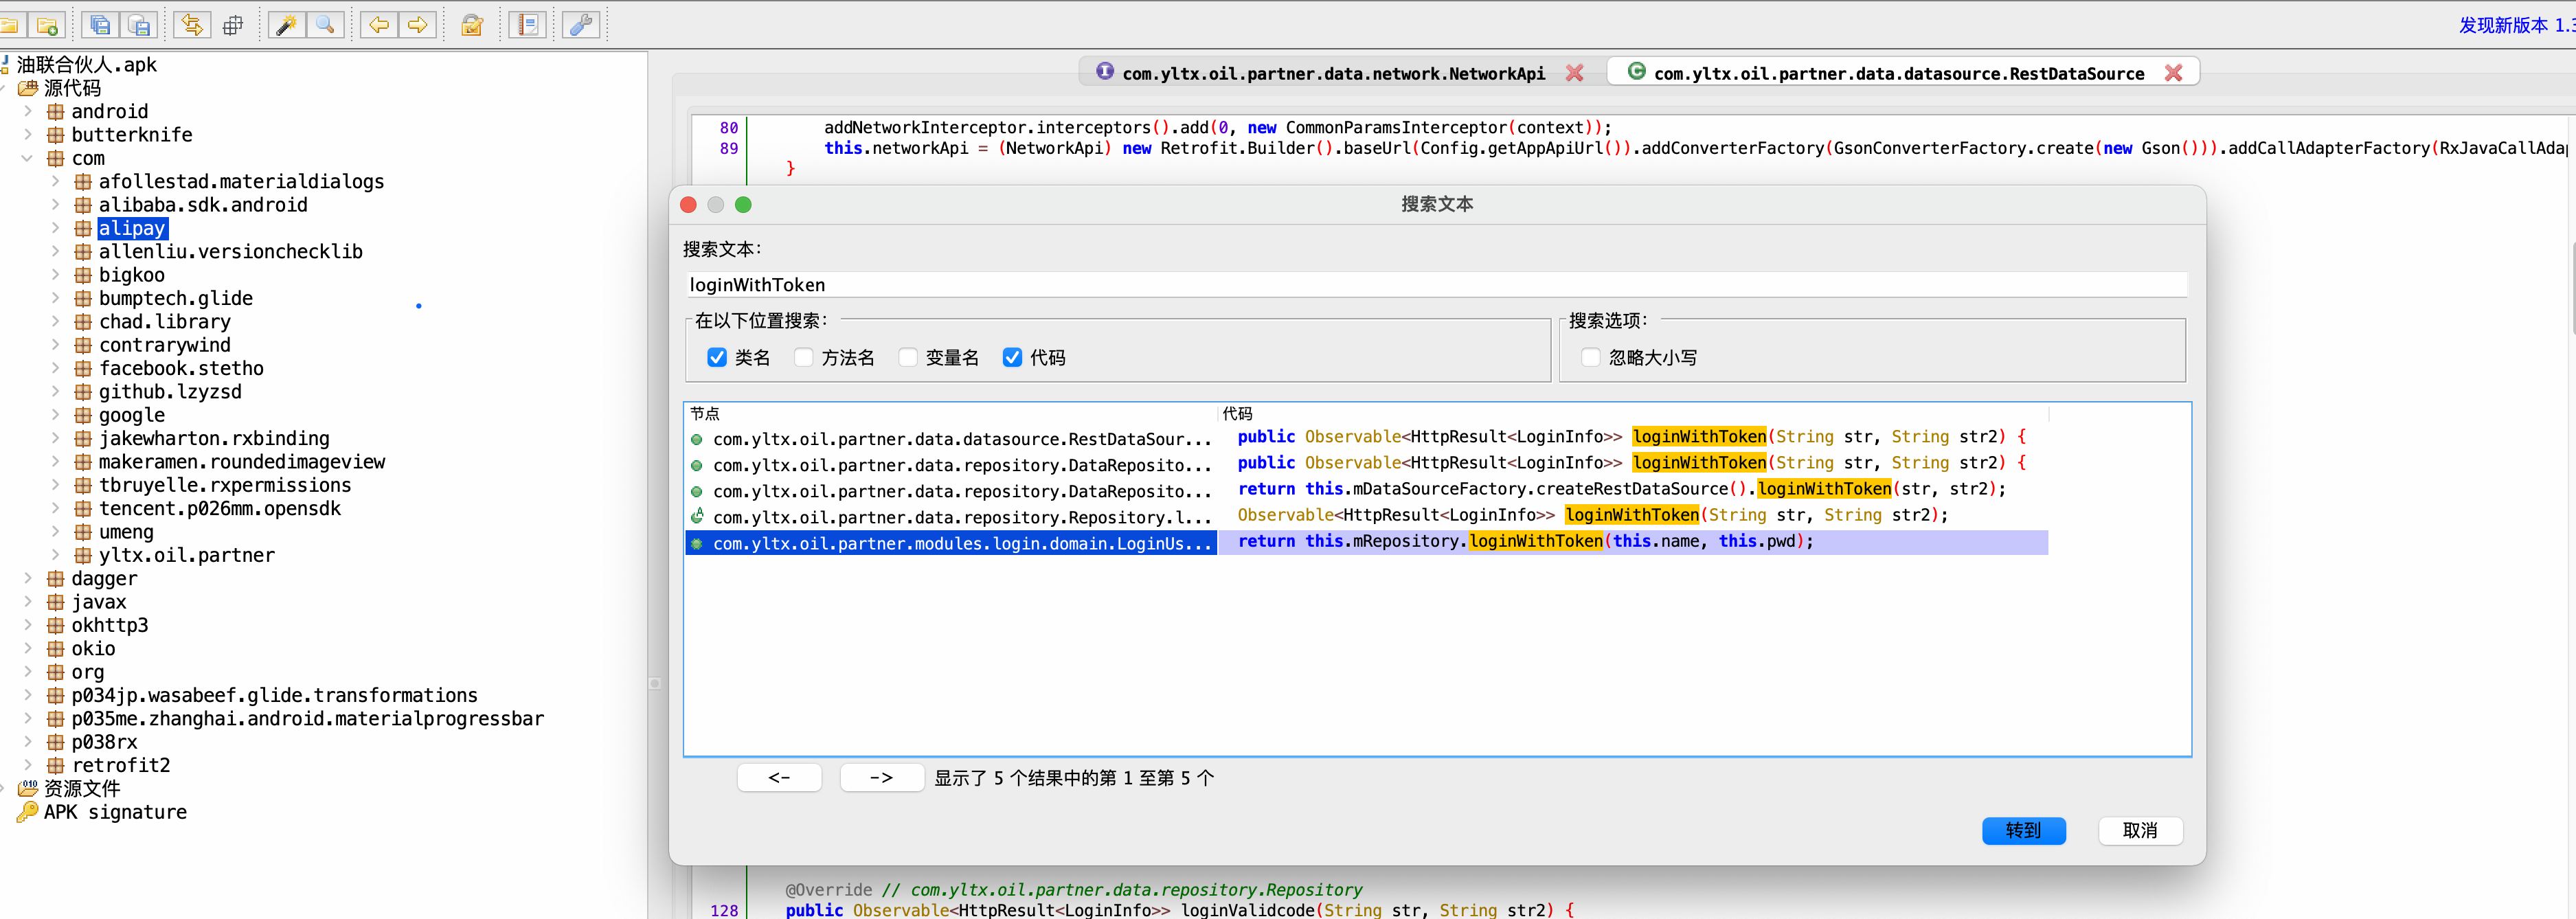 发现新版本 1.3
油联合伙人.apk
源代码
android
butterknife
com
afollestad.materialdialogs
alibaba.sdk.android
alipay
allenliu.versionchecklib
bigkoo
bumptech.glide
chad.library
contrarywind
facebook.stetho
github.lzyzsd
google
jakewharton.rxbinding
makeramen.roundedimageview
tbruyelle.rxpermissions
tencent.p026mm.opensdk
umeng
yltx.oil.partner
dagger
javax
okhttp3
okio
org
p034jp.wasabeef.glide.transformations
p035me.zhanghai.android.materialprogressbar
p038rx
retrofit2
资源文件
APK signature
com.yltx.oil.partner.data.network.NetworkApi
com.yltx.oil.partner.data.datasource.RestDataSource
80 addNetworkInterceptor.interceptors().add(0, new CommonParamsInterceptor(context));
89 this.networkApi = (NetworkApi) new Retrofit.Builder().baseUrl(Config.getAppApiUrl()).addConverterFactory(GsonConverterFactory.create(new Gson())).addCallAdapterFactory(RxJavaCallAdap
}
搜索文本
搜索文本:
loginWithToken
在以下位置搜索: 搜索选项:
类名 方法名 变量名 代码 忽略大小写
节点 代码
com.yltx.oil.partner.data.datasource.RestDataSour... public Observable<HttpResult<LoginInfo>> loginWithToken(String str, String str2) {
com.yltx.oil.partner.data.repository.DataReposito... public Observable<HttpResult<LoginInfo>> loginWithToken(String str, String str2) {
com.yltx.oil.partner.data.repository.DataReposito... return this.mDataSourceFactory.createRestDataSource().loginWithToken(str, str2);
com.yltx.oil.partner.data.repository.Repository.l... Observable<HttpResult<LoginInfo>> loginWithToken(String str, String str2);
com.yltx.oil.partner.modules.login.domain.LoginUs... return this.mRepository.loginWithToken(this.name, this.pwd);
<- -> 显示了 5 个结果中的第 1 至第 5 个
转到 取消
@Override // com.yltx.oil.partner.data.repository.Repository
128 public Observable<HttpResult<LoginInfo>> loginValidcode(String str, String str2) {